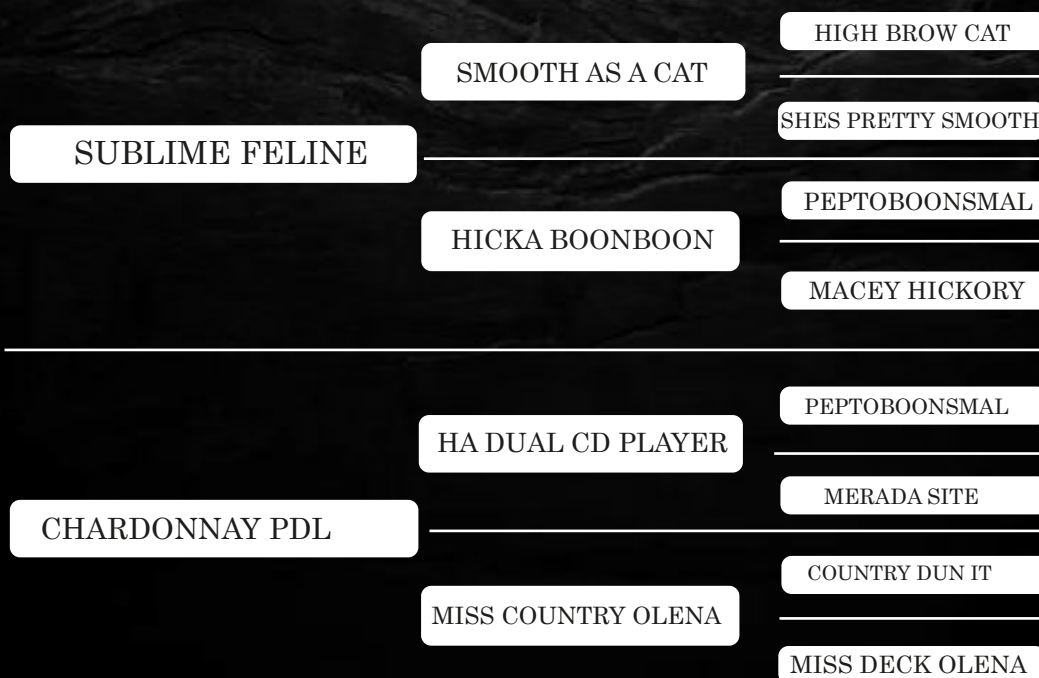 HIGH BROW CAT
SMOOTH AS A CAT
SHES PRETTY SMOOTH
SUBLIME FELINE
PEPTOBOONSMAL
HICKA BOONBOON
MACEY HICKORY
PEPTOBOONSMAL
HA DUAL CD PLAYER
MERADA SITE
CHARDONNAY PDL
COUNTRY DUN IT
MISS COUNTRY OLENA
MISS DECK OLENA